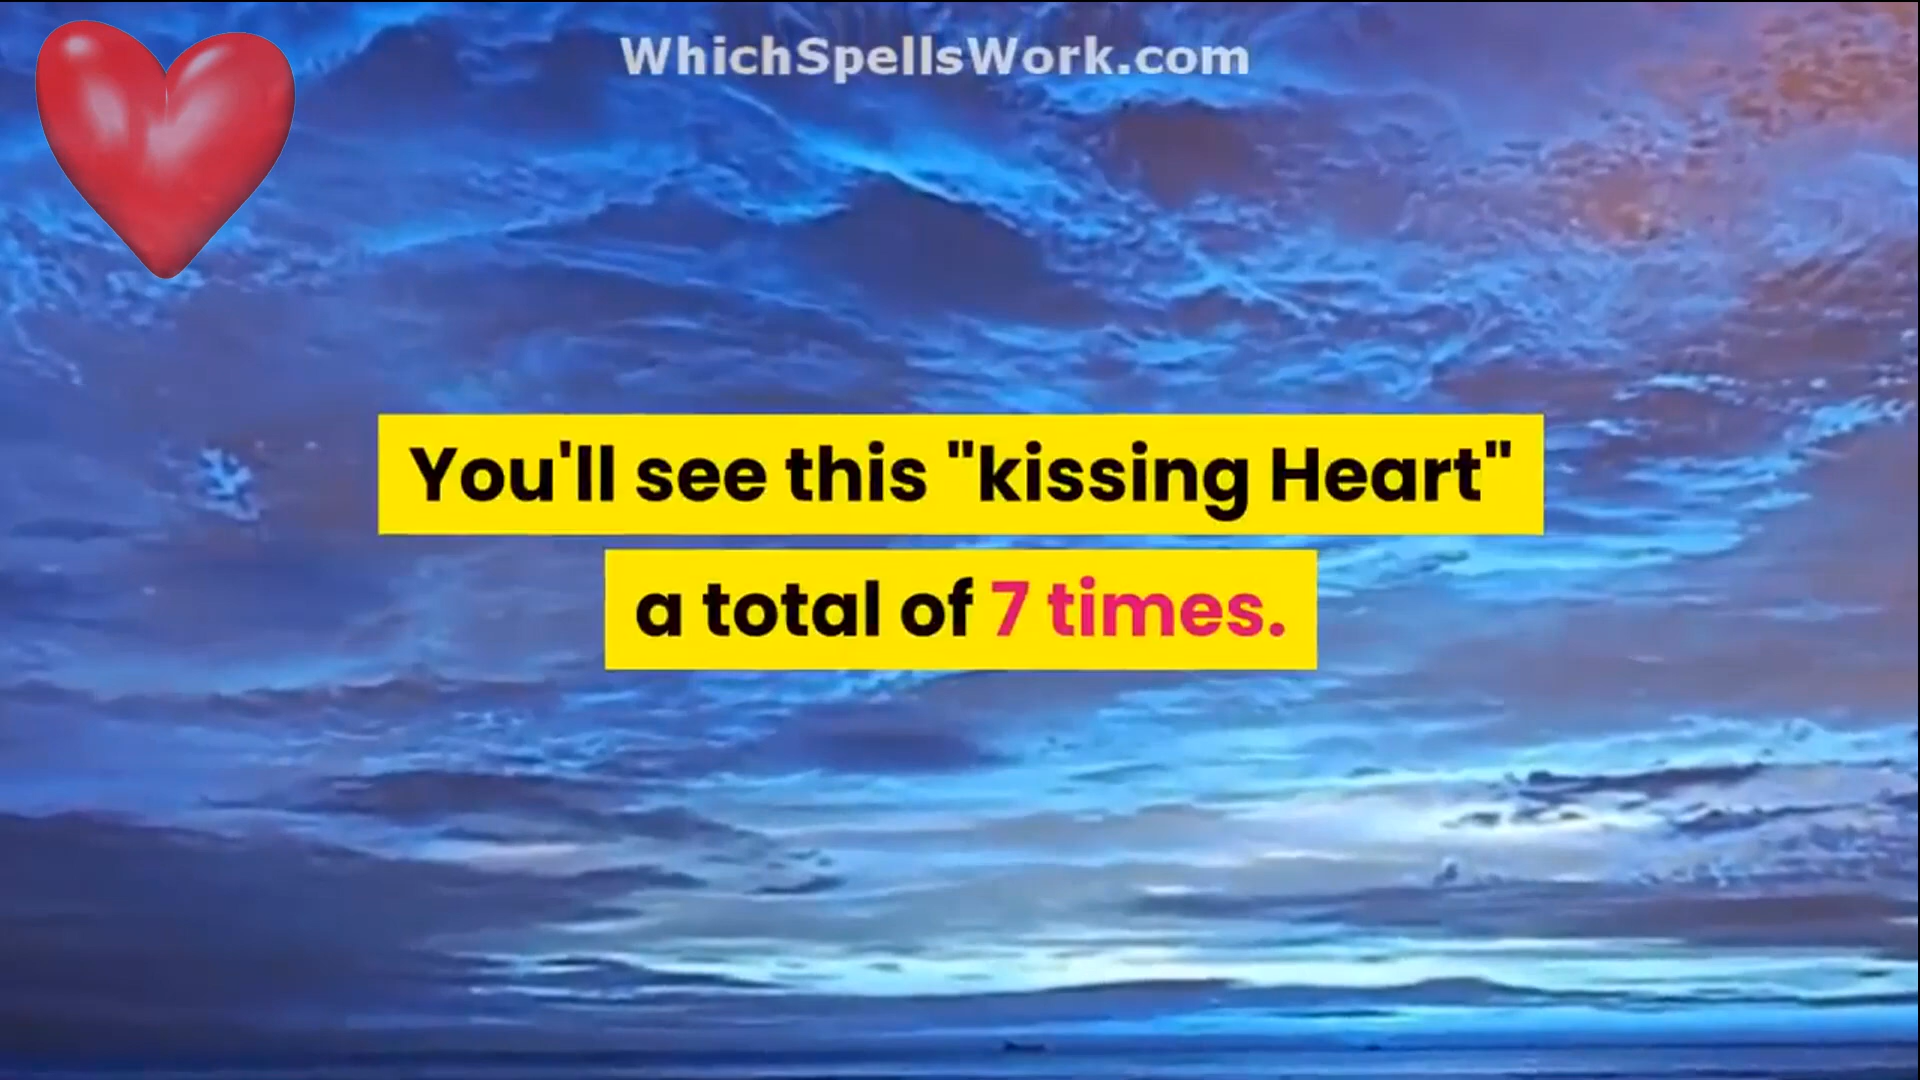 WhichSpellsWork.com
You'll see this "kissing Heart"
a total of 7 times.